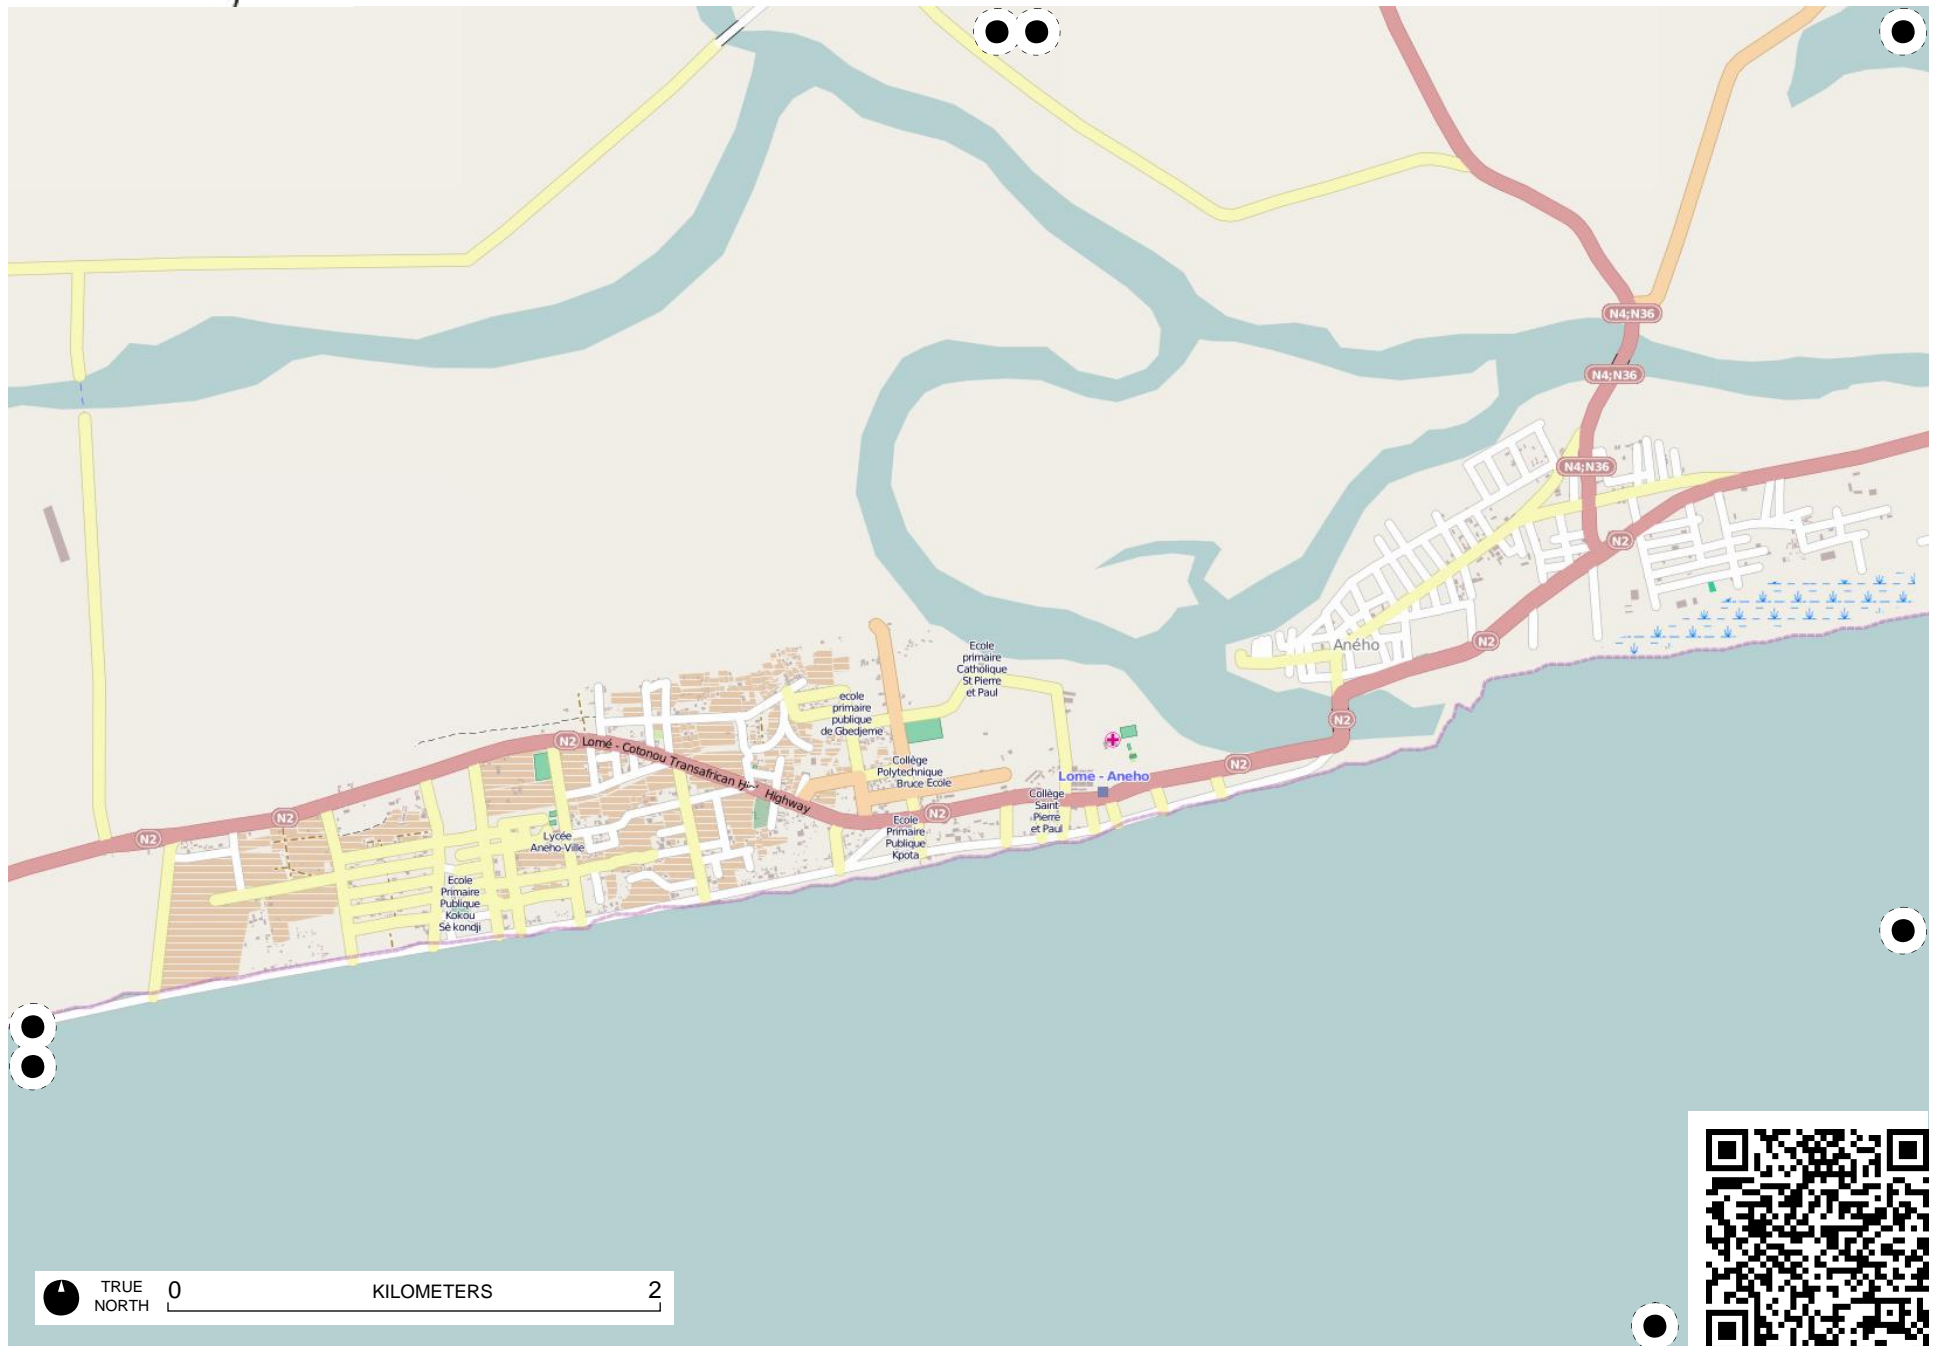 N4;N36
N4;N36
N4;N36
N2
N2
Aného
Ecole
primaire
Catholique
St Pierre
et Paul
ecole
primaire
publique
de Gbedjeme
N2
N2
Lomé - Cotonou Transafrican Highway
Highway
Collège
Polytechnique
Bruce Ecole
Lomé - Aneho
N2
Collège
Saint
Pierre
et Paul
N2
N2
N2
Ecole
Primaire
Publique
Kpota
Lycée
Aneho-Ville
Ecole
Primaire
Publique
Kokou
Sé kondji
TRUE
NORTH
0 KILOMETERS 2